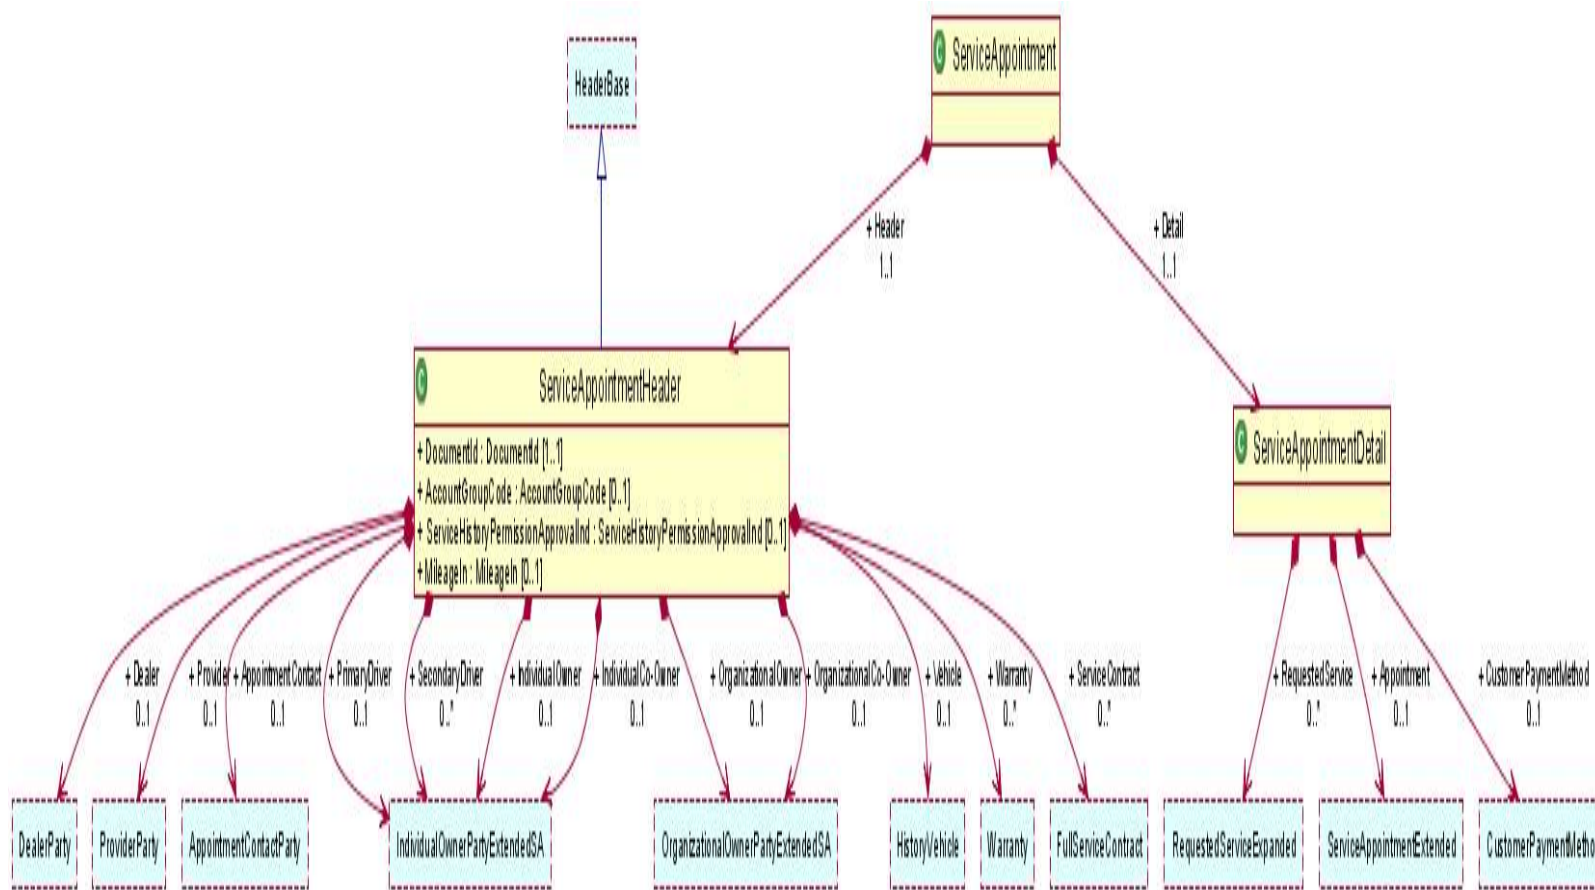 C ServiceAppointment
HeaderBase
+ Header
1..1
+ Detail
1..1
C ServiceAppointmentHeader
+ DocumentId : DocumentId [1..1]
+ AccountGroupCode : AccountGroupCode [0..1]
+ ServiceHistoryPermissionApprovalInd : ServiceHistoryPermissionApprovalInd [0..1]
+ MileageIn : MileageIn [0..1]
C ServiceAppointmentDetail
+ Dealer
0..1
+ Provider
0..1
+ AppointmentContact
0..1
+ PrimaryDriver
0..1
+ SecondaryDriver
0..*
+ IndividualOwner
0..1
+ IndividualCo-Owner
0..1
+ OrganizationalOwner
0..1
+ OrganizationalCo-Owner
0..1
+ Vehicle
0..1
+ Warranty
0..*
+ ServiceContract
0..*
+ RequestedService
0..*
+ Appointment
0..1
+ CustomerPaymentMethod
0..1
DealerParty
ProviderParty
AppointmentContactParty
IndividualOwnerPartyExtendedSA
OrganizationalOwnerPartyExtendedSA
HistoryVehicle
Warranty
FullServiceContract
RequestedServiceExpanded
ServiceAppointmentExtended
CustomerPaymentMetho